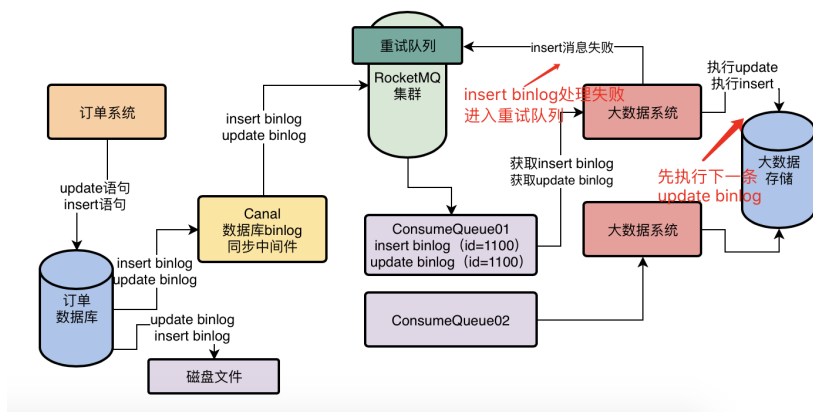 重试队列
RocketMQ
集群
insert消息失败
insert binlog处理失败
进入重试队列
执行update
执行insert
大数据系统
大数据
存储
先执行下一条
update binlog
订单系统
insert binlog
update binlog
update语句
insert语句
获取insert binlog
获取update binlog
Canal
数据库binlog
同步中间件
ConsumeQueue01
insert binlog（id=1100）
update binlog（id=1100）
大数据系统
insert binlog
update binlog
订单
数据库
update binlog
insert binlog
ConsumeQueue02
磁盘文件